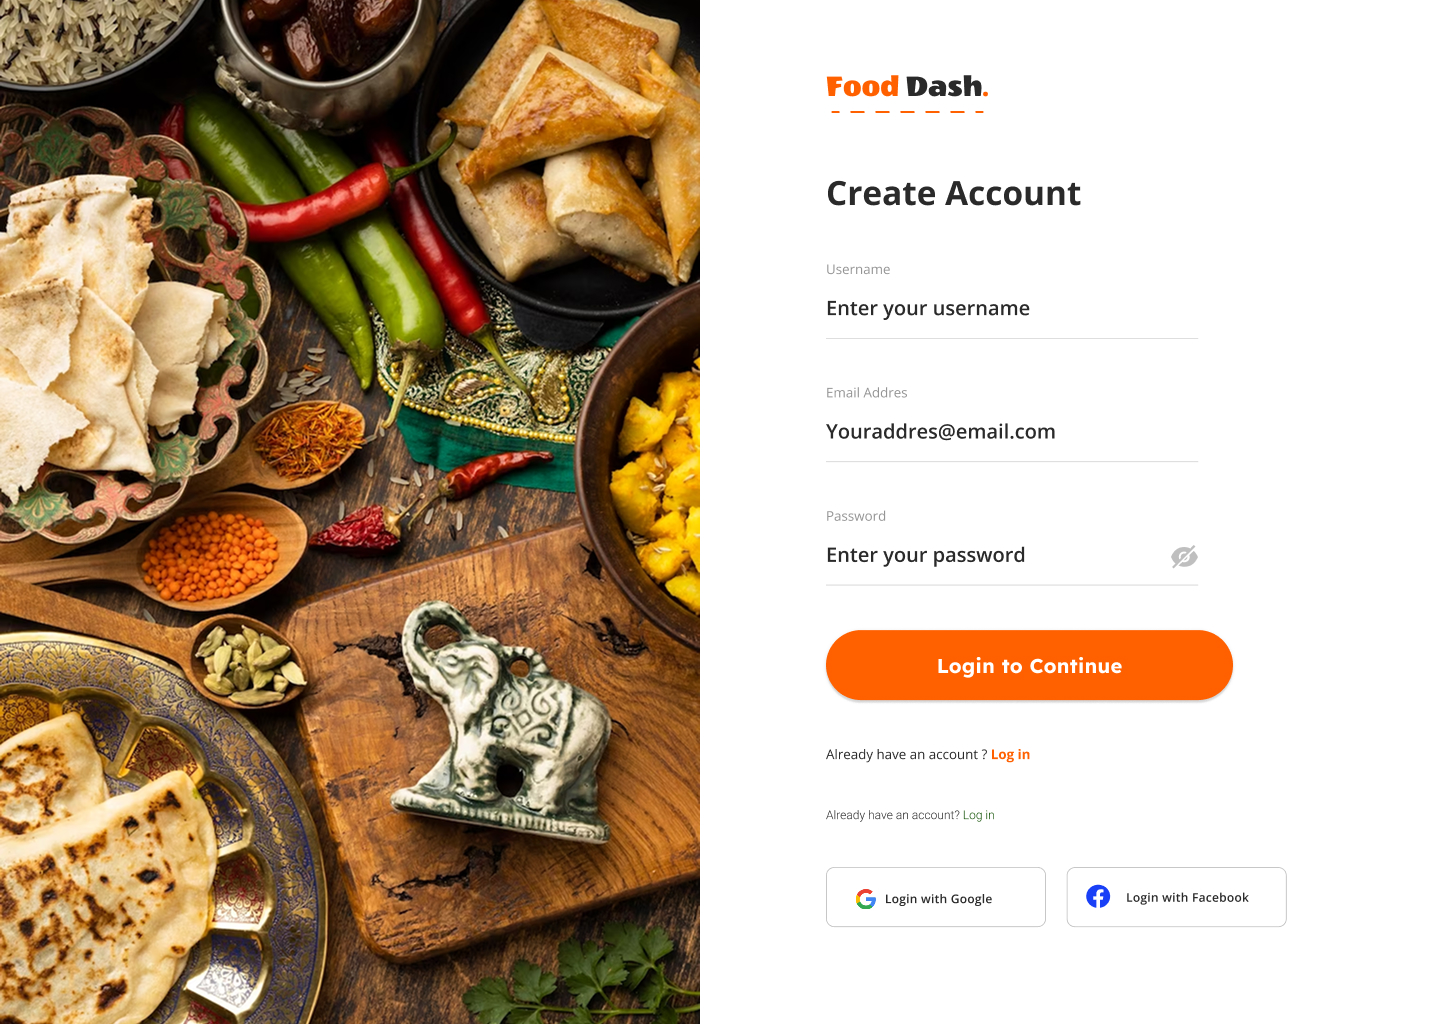 Food Dash.
Create Account
Username
Enter your username
Email Addres
Youraddres@email.com
Password
Enter your password
Login to Continue
Already have an account ? Log in
Already have an account? Log in
Login with Google
Login with Facebook